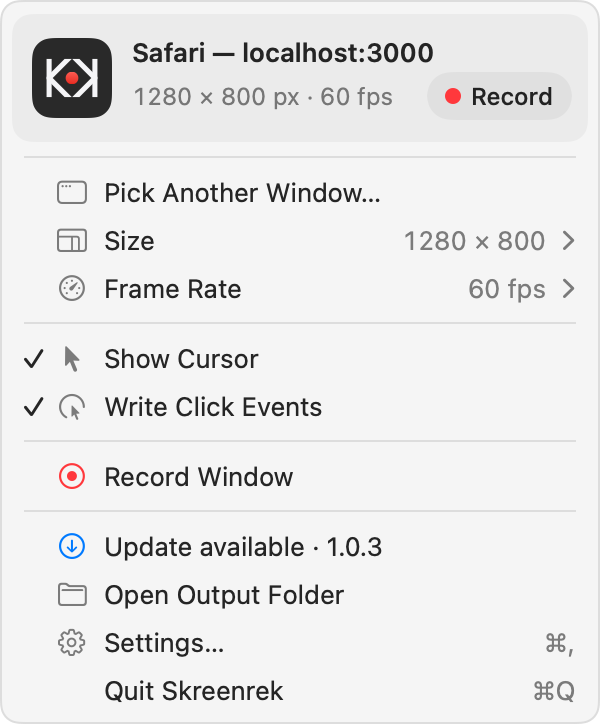 Safari — localhost:3000
1280 × 800 px · 60 fps
Record
Pick Another Window...
Size 1280 × 800
Frame Rate 60 fps
Show Cursor
Write Click Events
Record Window
Update available · 1.0.3
Open Output Folder
Settings... ⌘,
Quit Skreenrek ⌘Q